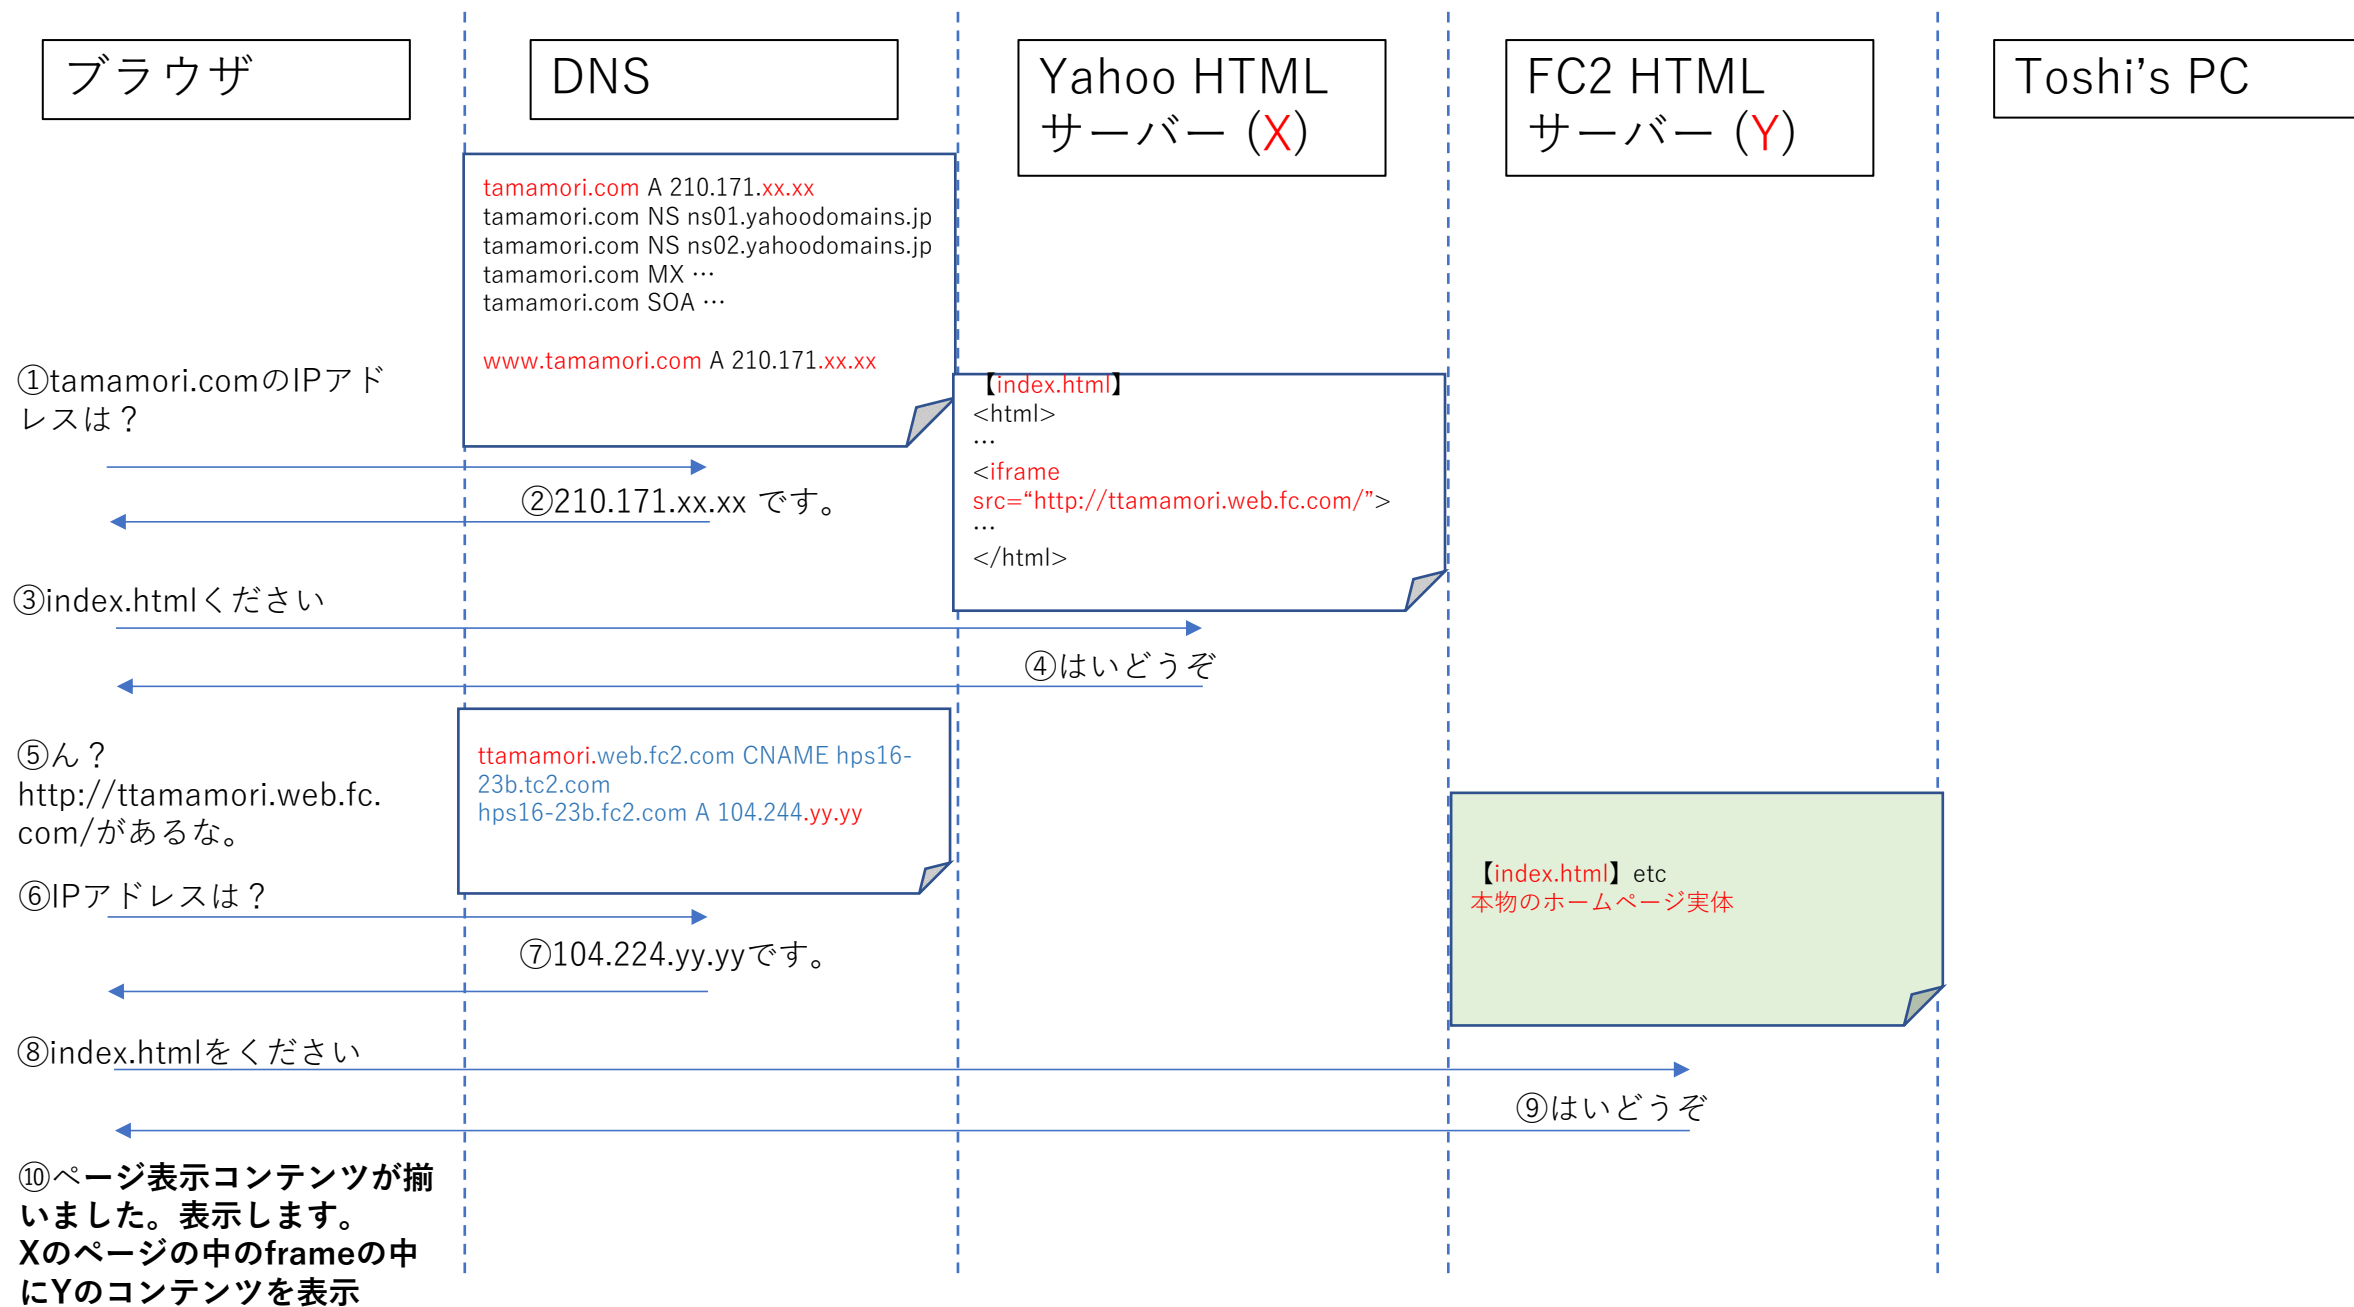 ブラウザ
DNS
Yahoo HTML
サーバー (X)
FC2 HTML
サーバー (Y)
Toshi’s PC
tamamori.com A 210.171.xx.xx
tamamori.com NS ns01.yahoodomains.jp
tamamori.com NS ns02.yahoodomains.jp
tamamori.com MX …
tamamori.com SOA …
www.tamamori.com A 210.171.xx.xx
①tamamori.comのIPアド
レスは？
②210.171.xx.xx です。
【index.html】
<html>
…
<iframe
src=“http://ttamamori.web.fc.com/”>
…
</html>
③index.htmlください
④はいどうぞ
⑤ん？
http://ttamamori.web.fc.
com/があるな。
ttamamori.web.fc2.com CNAME hps16-
23b.tc2.com
hps16-23b.fc2.com A 104.244.yy.yy
⑥IPアドレスは？
⑦104.224.yy.yyです。
【index.html】etc
本物のホームページ実体
⑧index.htmlをください
⑨はいどうぞ
⑩ページ表示コンテンツが揃
いました。表示します。
Xのページの中のframeの中
にYのコンテンツを表示